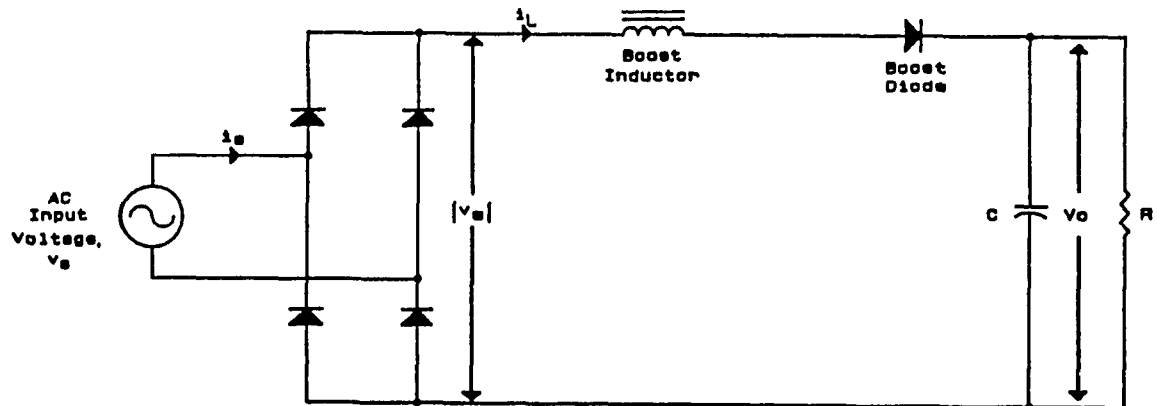 iL
Boost
Inductor
Boost
Diode
is
AC
Input
Voltage,
vs
|vs|
C
Vo
R